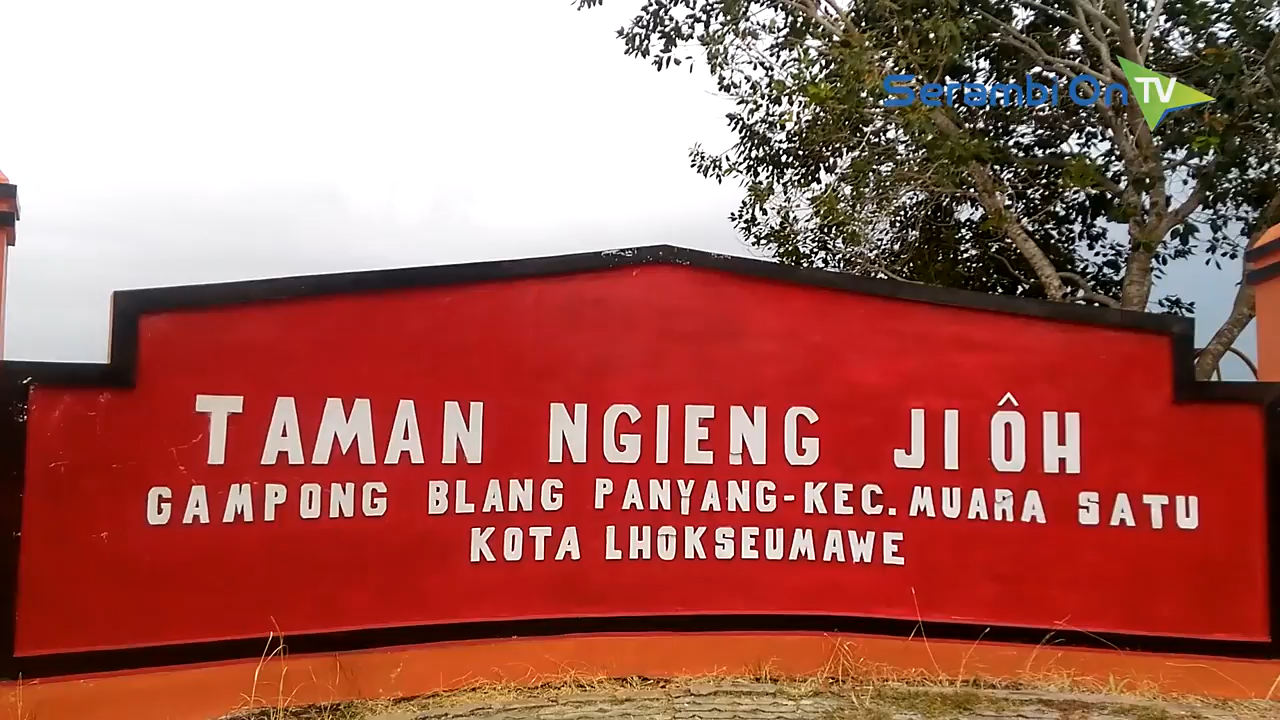 Serambi On TV
TAMAN NGIENG JIÔH
GAMPONG BLANG PANYANG-KEC. MUARA SATU
KOTA LHOKSEUMAWE